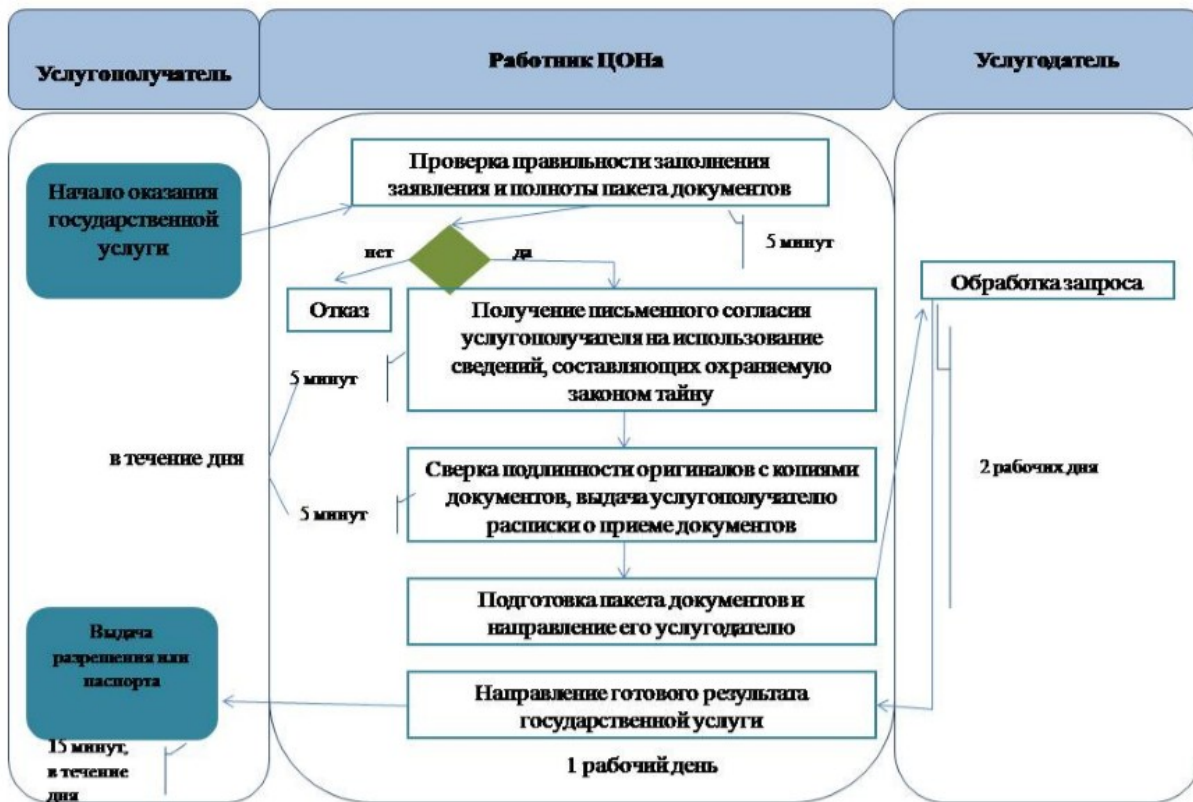 Услугополучатель
Работник ЦОНа
Услугодатель
Начало оказания
государственной
услуги
Проверка правильности заполнения
заявления и полноты пакета документов
5 минут
нет
да
Отказ
Получение письменного согласия
услугополучателя на использование
сведений, составляющих охраняемую
законом тайну
5 минут
Обработка запроса
в течение дня
Сверка подлинности оригиналов с копиями
документов, выдача услугополучателю
расписки о приеме документов
5 минут
2 рабочих дня
Подготовка пакета документов и
направление его услугодателю
Выдача
разрешения или
паспорта
Направление готового результата
государственной услуги
15 минут,
в течение
дня
1 рабочий день